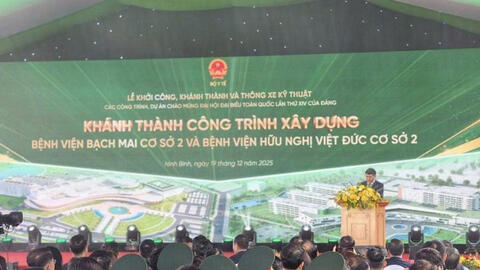 BỘ Y TẾ
LỄ KHỞI CÔNG, KHÁNH THÀNH VÀ THÔNG XE KỸ THUẬT
CÁC CÔNG TRÌNH, DỰ ÁN CHÀO MỪNG ĐẠI HỘI ĐẠI BIỂU TOÀN QUỐC LẦN THỨ XIV CỦA ĐẢNG
KHÁNH THÀNH CÔNG TRÌNH XÂY DỰNG
BỆNH VIỆN BẠCH MAI CƠ SỞ 2 VÀ BỆNH VIỆN HỮU NGHỊ VIỆT ĐỨC CƠ SỞ 2
Ninh Bình, ngày 19 tháng 12 năm 2025